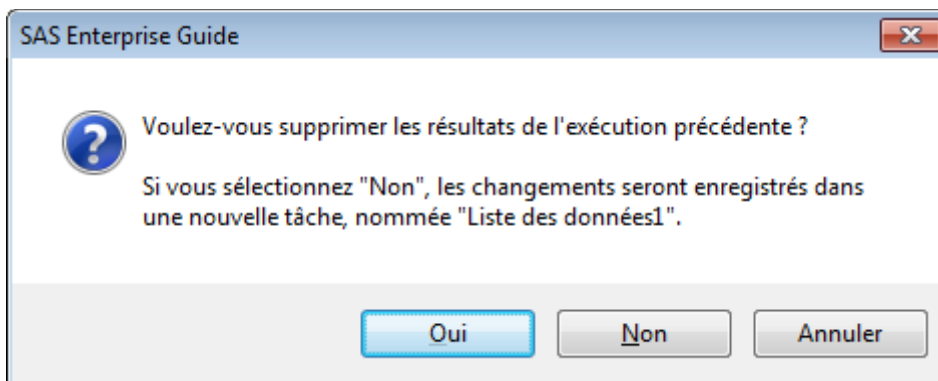 SAS Enterprise Guide
Voulez-vous supprimer les résultats de l'exécution précédente ?
Si vous sélectionnez "Non", les changements seront enregistrés dans
une nouvelle tâche, nommée "Liste des données1".
Oui
Non
Annuler